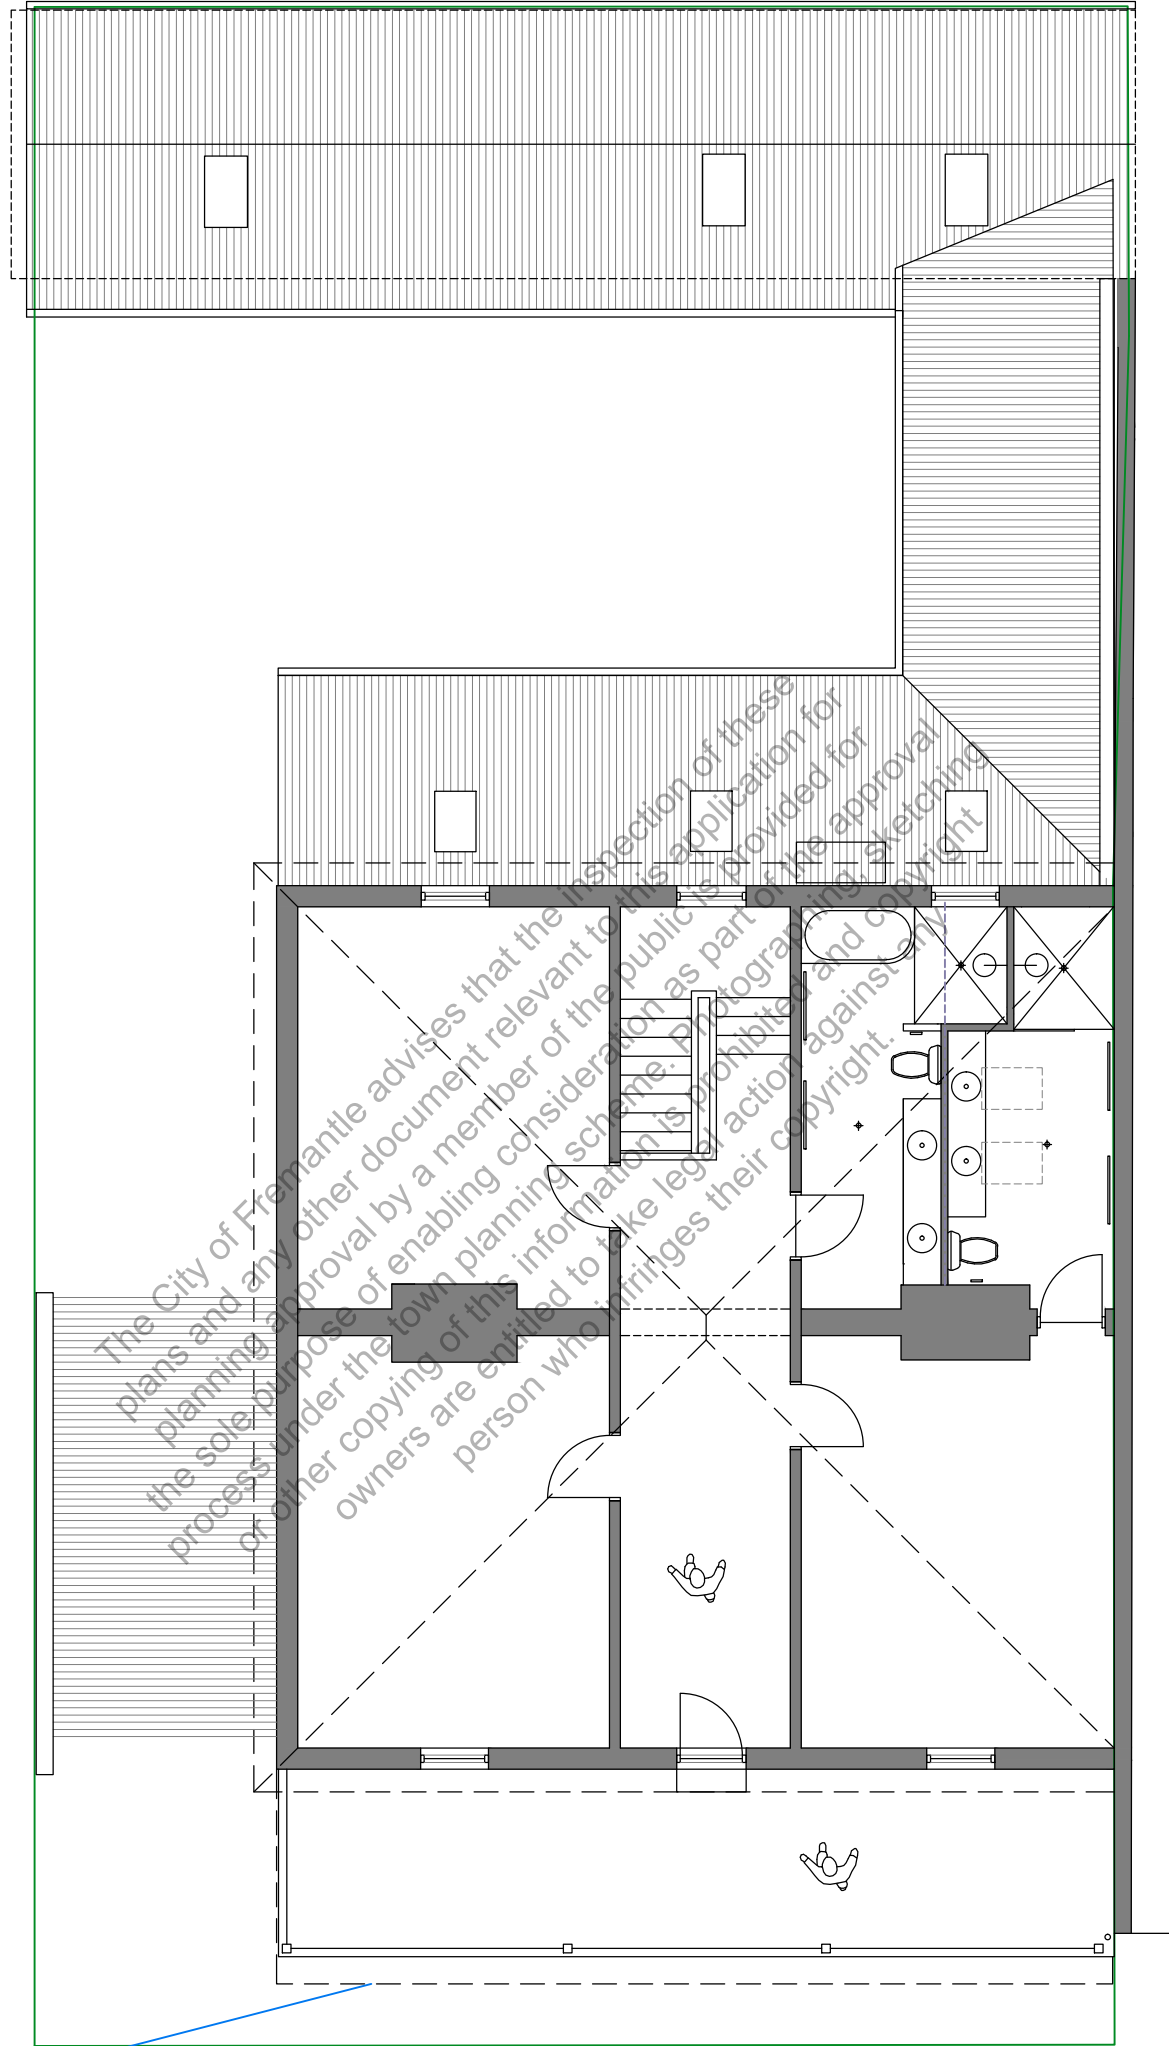 The City of Fremantle advises that the inspection of these
plans and any other document relevant to this application for
planning approval by a member of the public is provided for
the sole purpose of enabling consideration as part of the approval
process under the town planning scheme. Photographing, sketching
or other copying of this information is prohibited and copyright
owners are entitled to take legal action against any
person who infringes their copyright.